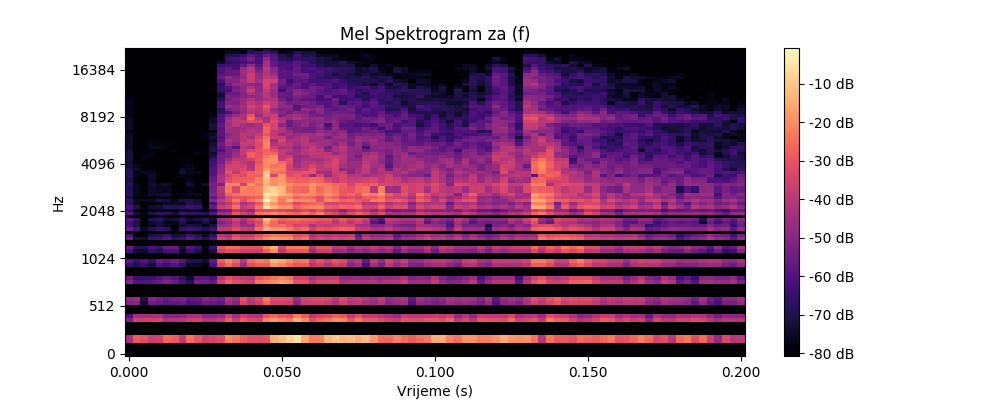 Mel Spektrogram za (f)
16384
8192
4096
2048
1024
512
0
Hz
0.000
0.050
0.100
0.150
0.200
Vrijeme (s)
-10 dB
-20 dB
-30 dB
-40 dB
-50 dB
-60 dB
-70 dB
-80 dB